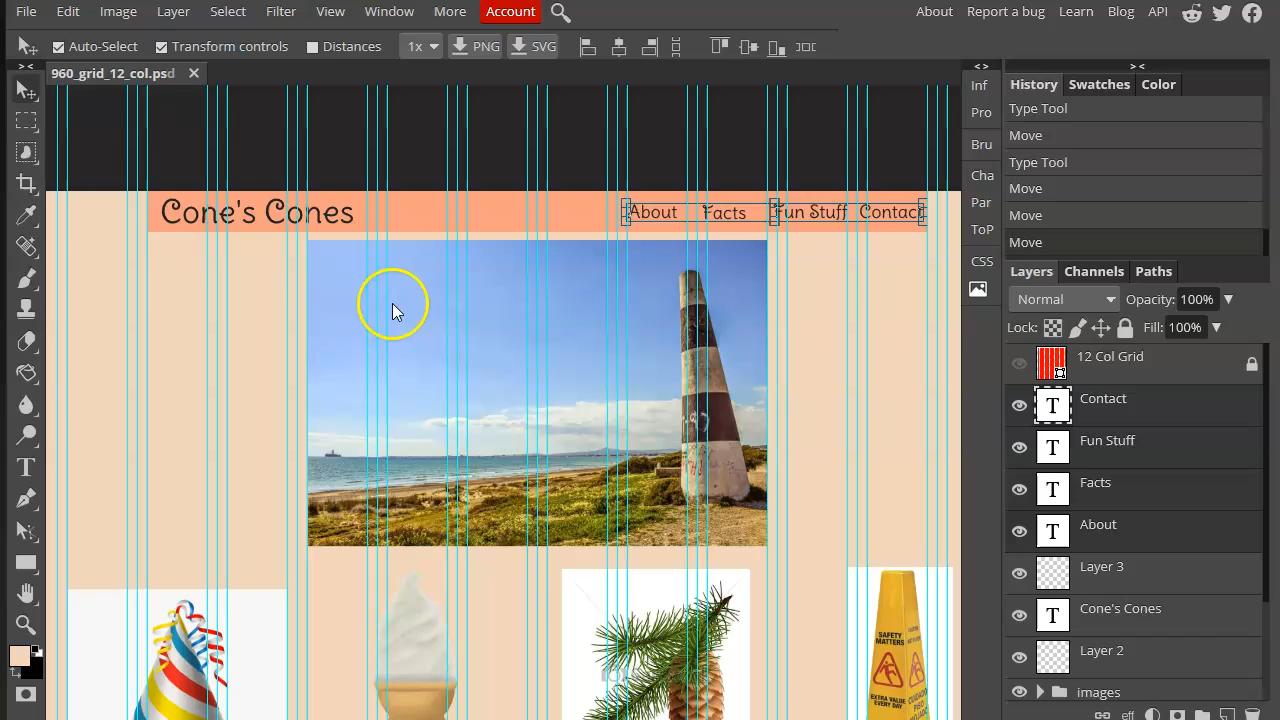 File Edit Image Layer Select Filter View Window More Account About Report a bug Learn Blog API
Auto-Select Transform controls Distances 1x PNG SVG
960_grid_12_col.psd
> <
< >
> <
Inf
Pro
Bru
Cha
Par
ToP
CSS
History Swatches Color
Type Tool
Move
Type Tool
Move
Move
Move
Layers Channels Paths
Normal Opacity: 100%
Lock: Fill: 100%
12 Col Grid
Contact
Fun Stuff
Facts
About
Layer 3
Cone's Cones
Layer 2
images
eff
Cone's Cones About Facts Fun Stuff Contact
SAFETY
MATTERS
EXTRA VALUE
EVERY DAY